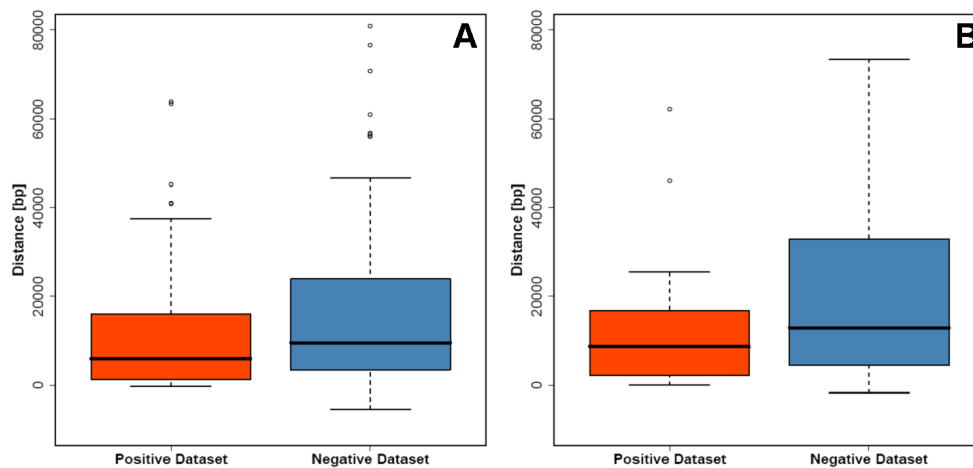 A
Distance [bp]
80000
60000
40000
20000
0
Positive Dataset
Negative Dataset
B
Distance [bp]
80000
60000
40000
20000
0
Positive Dataset
Negative Dataset